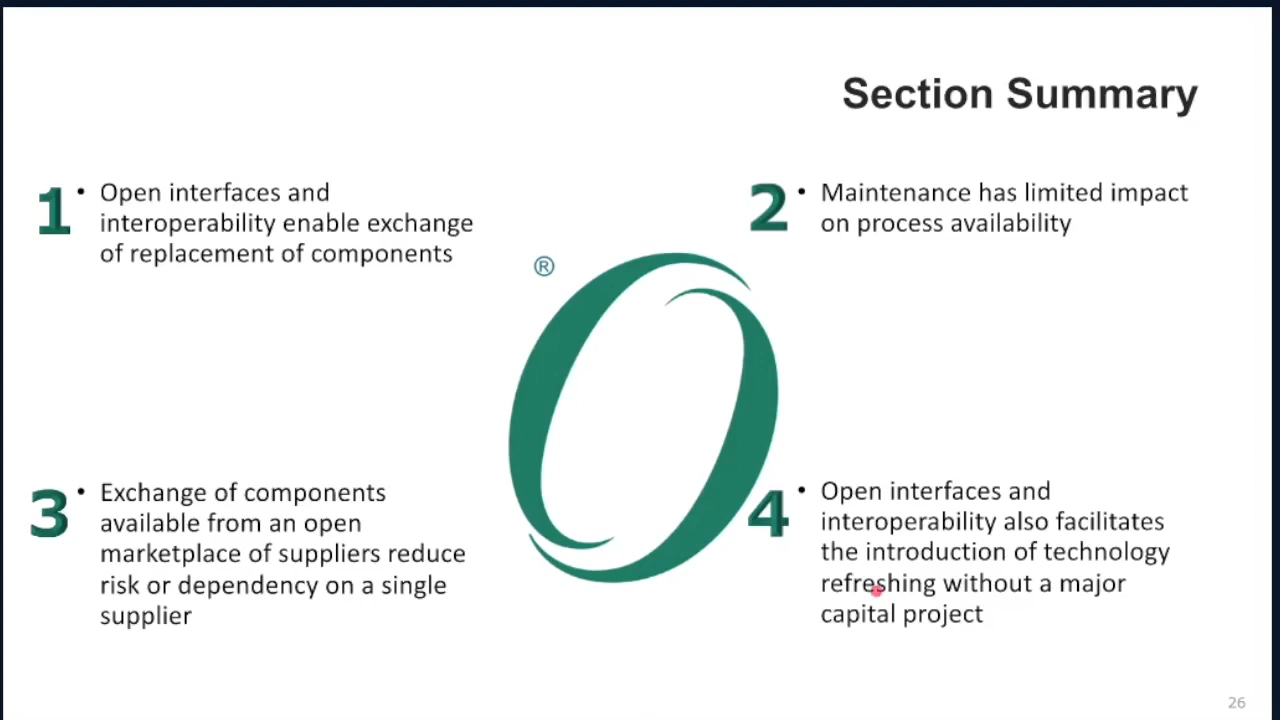 Section Summary
1
• Open interfaces and
interoperability enable exchange
of replacement of components
2
• Maintenance has limited impact
on process availability
®
3
• Exchange of components
available from an open
marketplace of suppliers reduce
risk or dependency on a single
supplier
4
• Open interfaces and
interoperability also facilitates
the introduction of technology
refreshing without a major
capital project
26